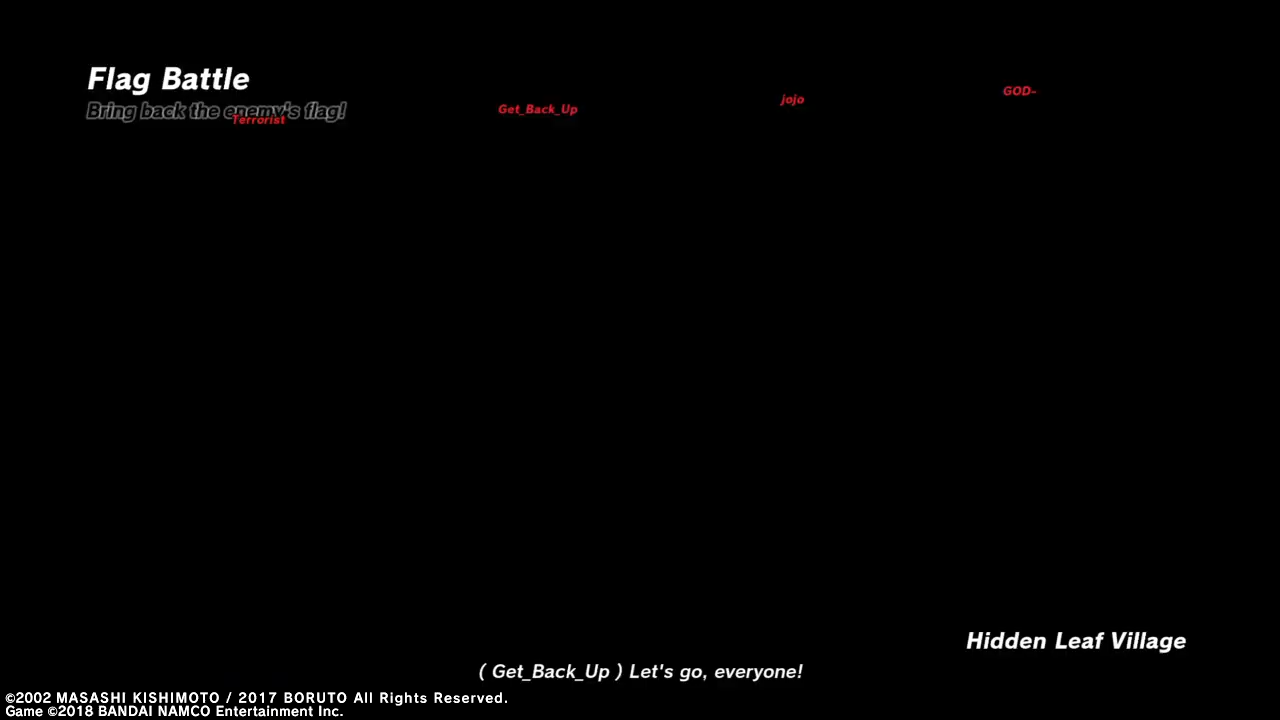 Flag Battle
Bring back the enemy's flag!
Terrorist
Get_Back_Up
jojo
GOD-
Hidden Leaf Village
( Get_Back_Up ) Let's go, everyone!
©2002 MASASHI KISHIMOTO / 2017 BORUTO All Rights Reserved.
Game ©2018 BANDAI NAMCO Entertainment Inc.